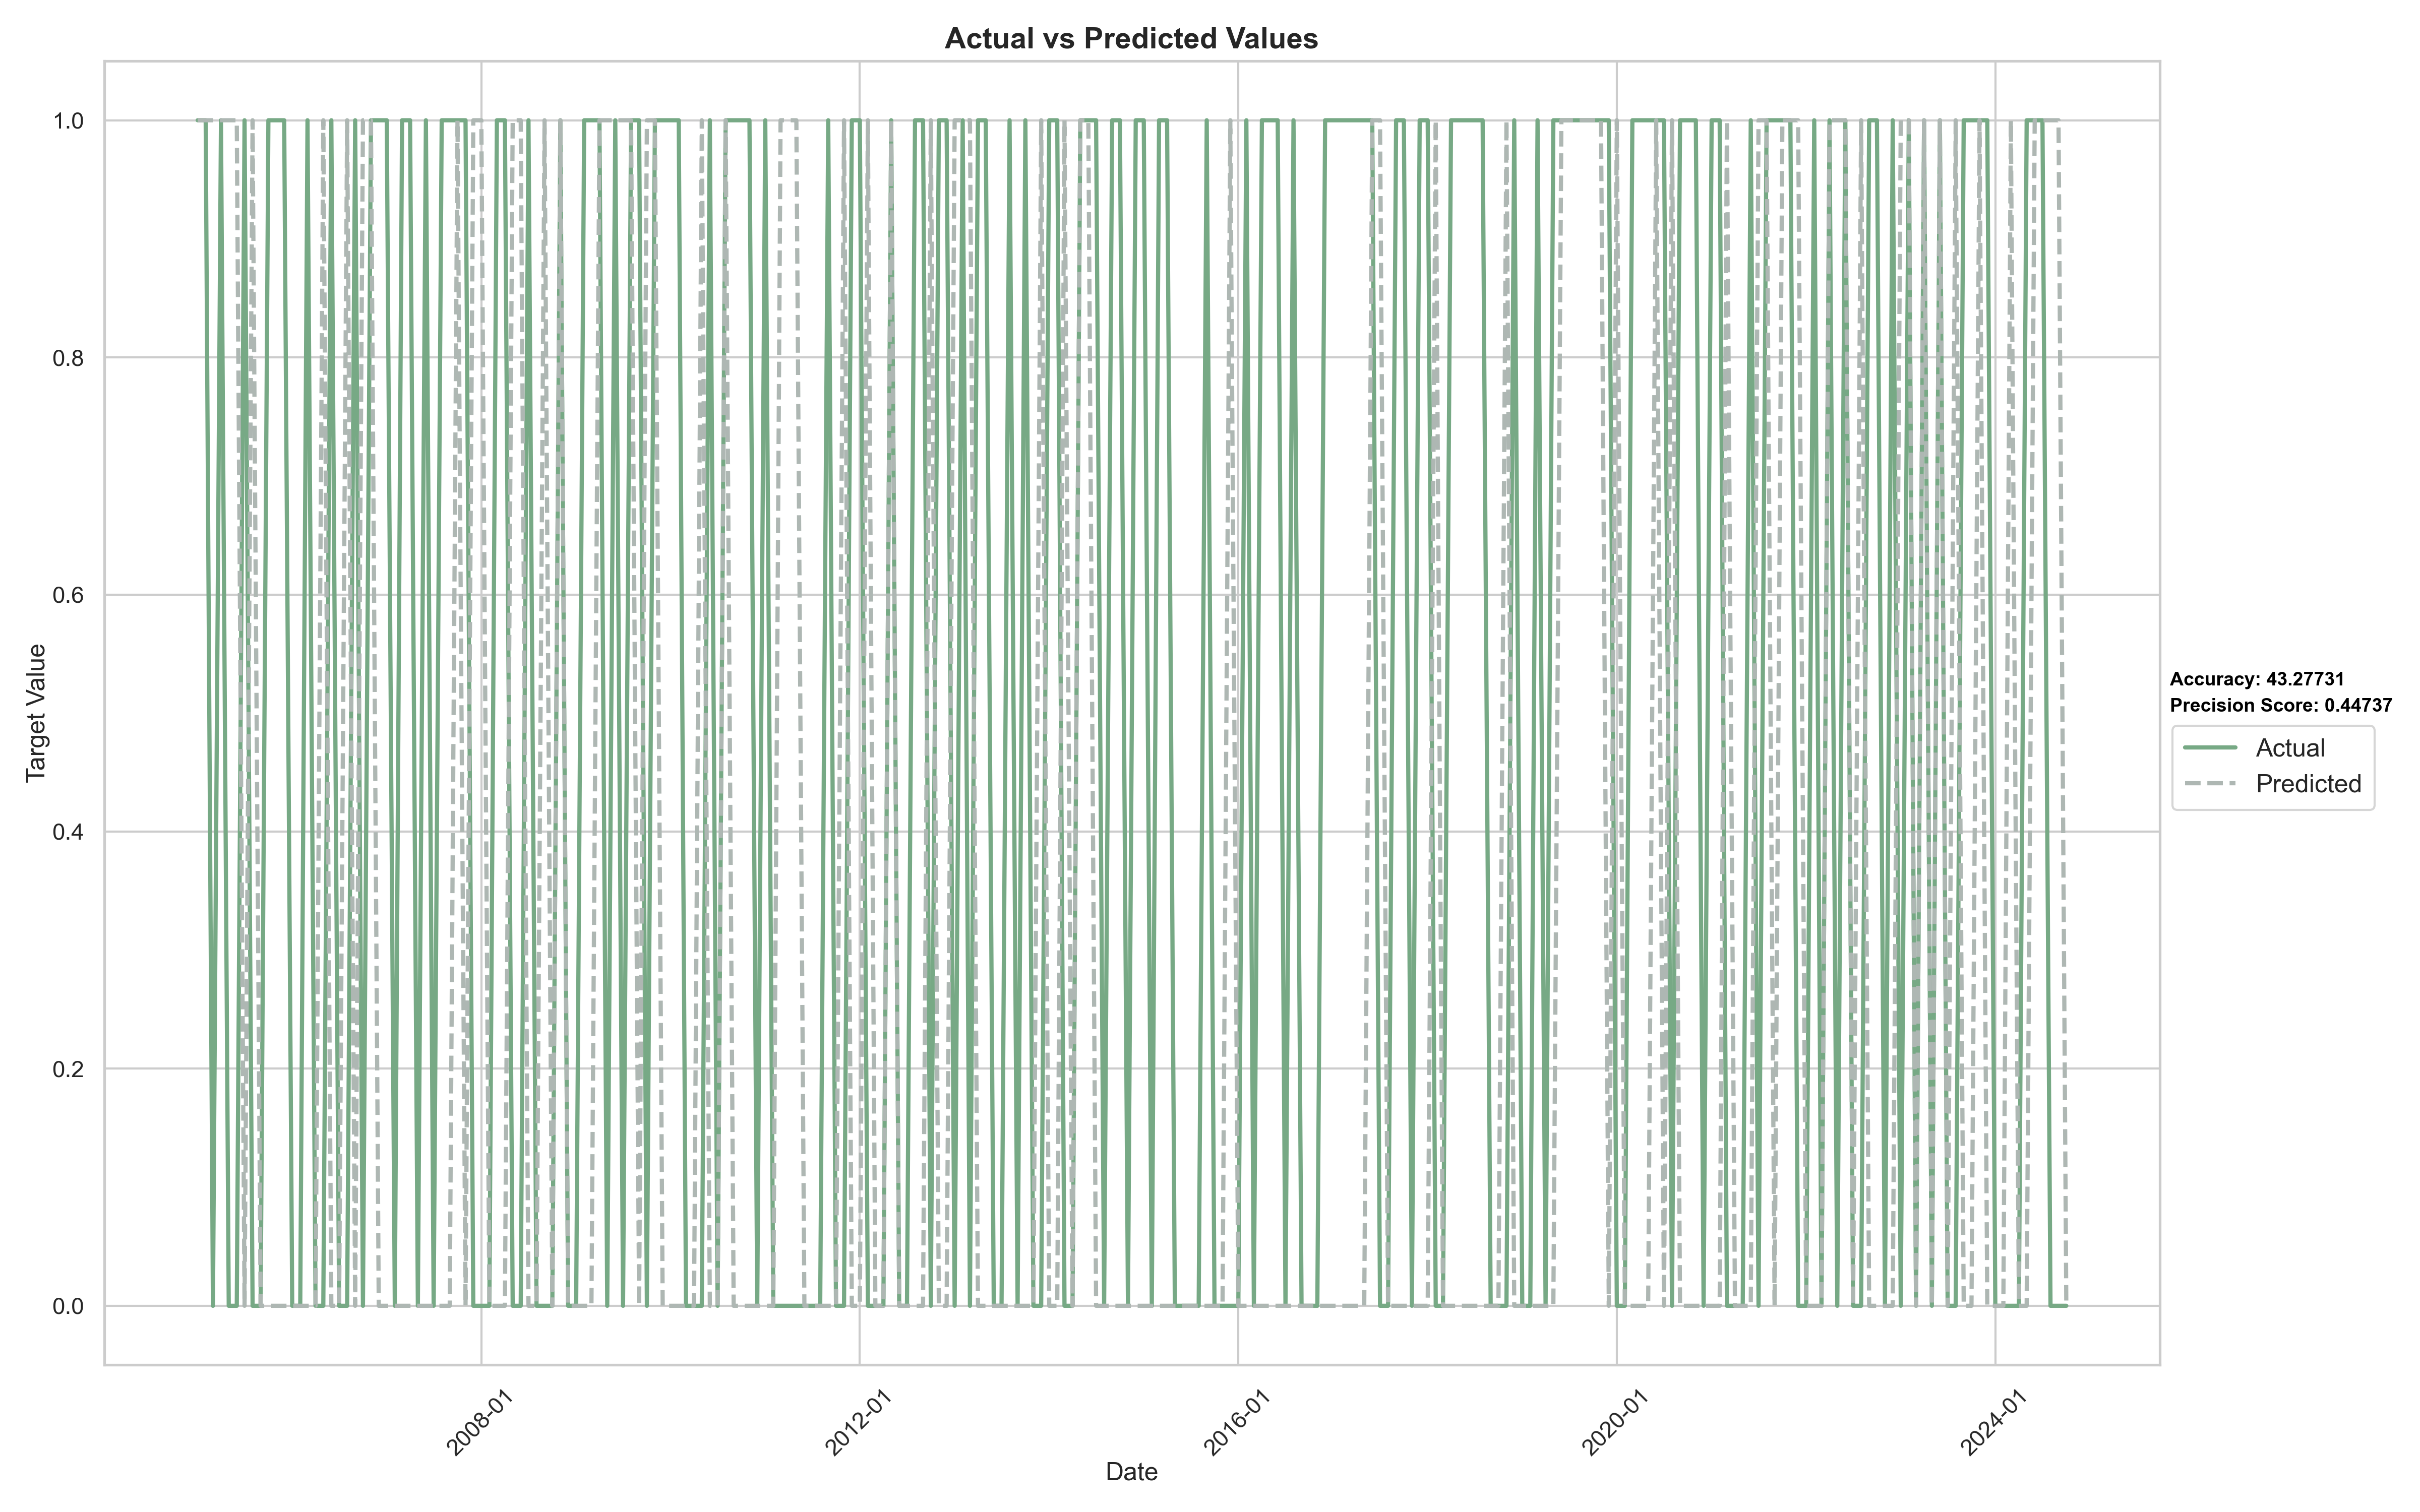 Actual vs Predicted Values
1.0
0.8
0.6
0.4
0.2
0.0
Target Value
2008-01
2012-01
2016-01
2020-01
2024-01
Date
Accuracy: 43.27731
Precision Score: 0.44737
Actual
Predicted